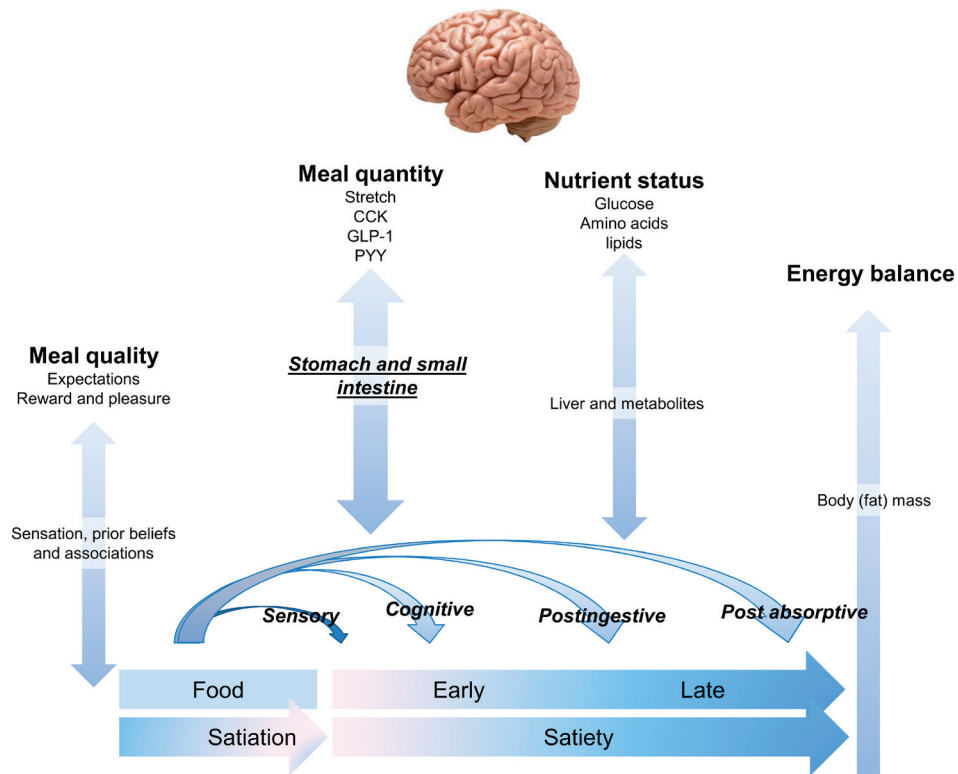 Meal quantity
Stretch
CCK
GLP-1
PYY
Nutrient status
Glucose
Amino acids
lipids
Energy balance
Meal quality
Expectations
Reward and pleasure
Stomach and small
intestine
Liver and metabolites
Body (fat) mass
Sensation, prior beliefs
and associations
Sensory
Cognitive
Postingestive
Post absorptive
Food
Early
Late
Satiation
Satiety